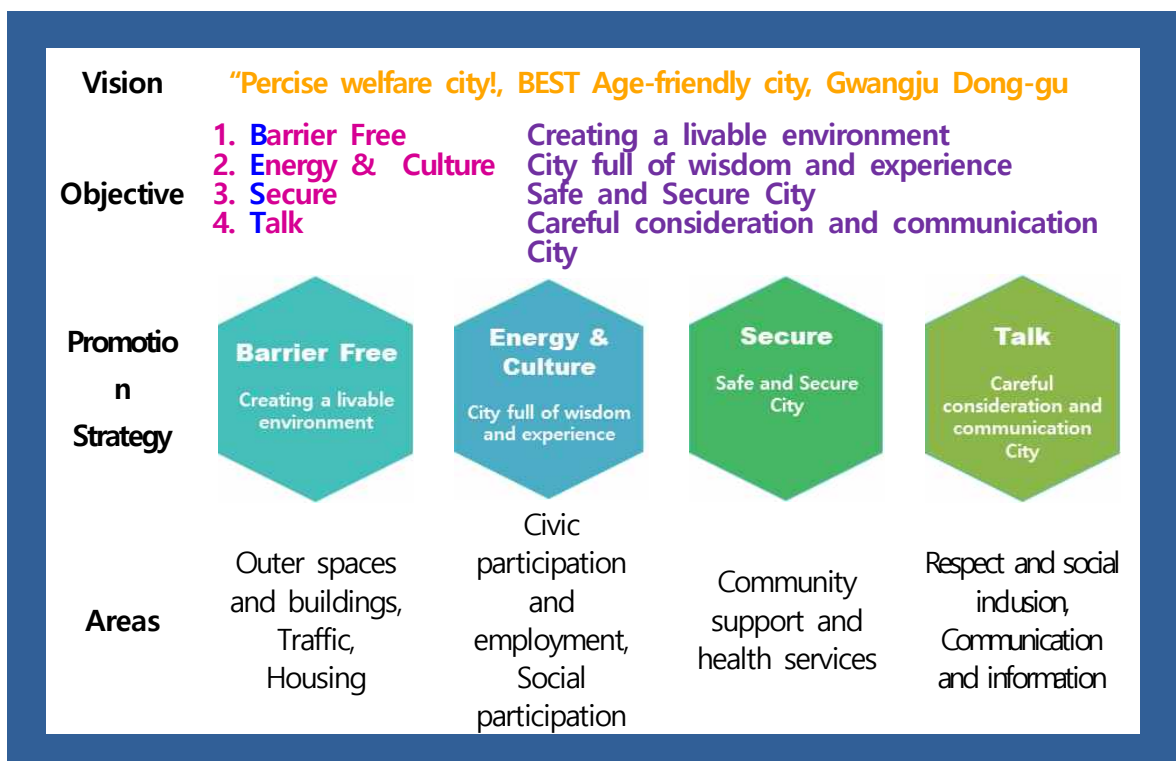 Vision
“Percise welfare city!, BEST Age-friendly city, Gwangju Dong-gu
Objective
1. Barrier Free Creating a livable environment
2. Energy & Culture City full of wisdom and experience
3. Secure Safe and Secure City
4. Talk Careful consideration and communication
City
Promotio
n
Strategy
Barrier Free
Creating a livable
environment
Energy &
Culture
City full of wisdom
and experience
Secure
Safe and Secure
City
Talk
Careful
consideration and
communication
City
Areas
Outer spaces
and buildings,
Traffic,
Housing
Civic
participation
and
employment,
Social
participation
Community
support and
health services
Respect and social
inclusion,
Communication
and information